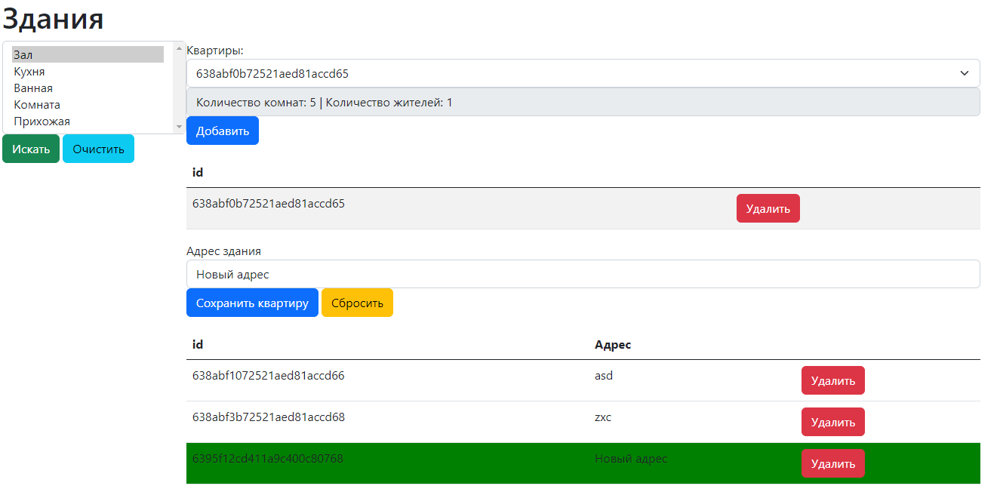 Здания
Зал
Кухня
Ванная
Комната
Прихожая
Искать Очистить
Квартиры:
638abf0b72521aed81accd65
Количество комнат: 5 | Количество жителей: 1
Добавить
id
638abf0b72521aed81accd65 Удалить
Адрес здания
Новый адрес
Сохранить квартиру Сбросить
id Адрес
638abf1072521aed81accd66 asd Удалить
638abf3b72521aed81accd68 zxc Удалить
6395f12cd411a9c400c80768 Новый адрес Удалить